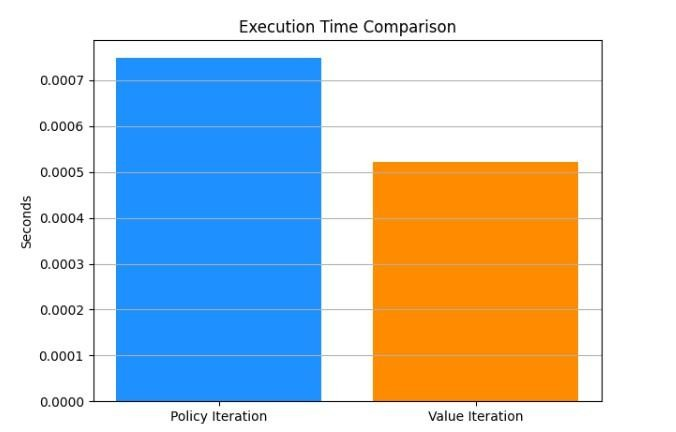 Execution Time Comparison
Seconds
0.0007
0.0006
0.0005
0.0004
0.0003
0.0002
0.0001
0.0000
Policy Iteration
Value Iteration